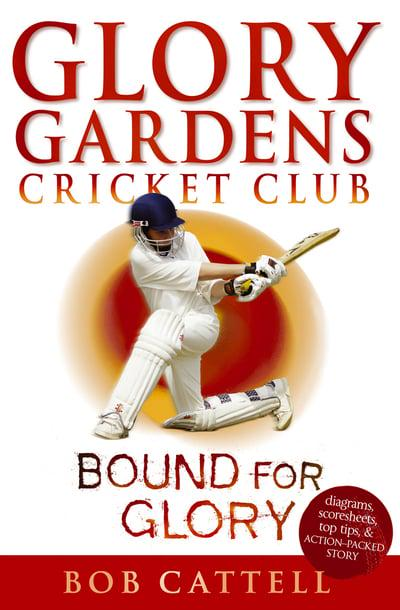 GLORY
GARDENS
CRICKET CLUB
BOUND FOR
GLORY
diagrams,
scoresheets,
top tips, &
ACTION-PACKED
STORY
BOB CATTELL